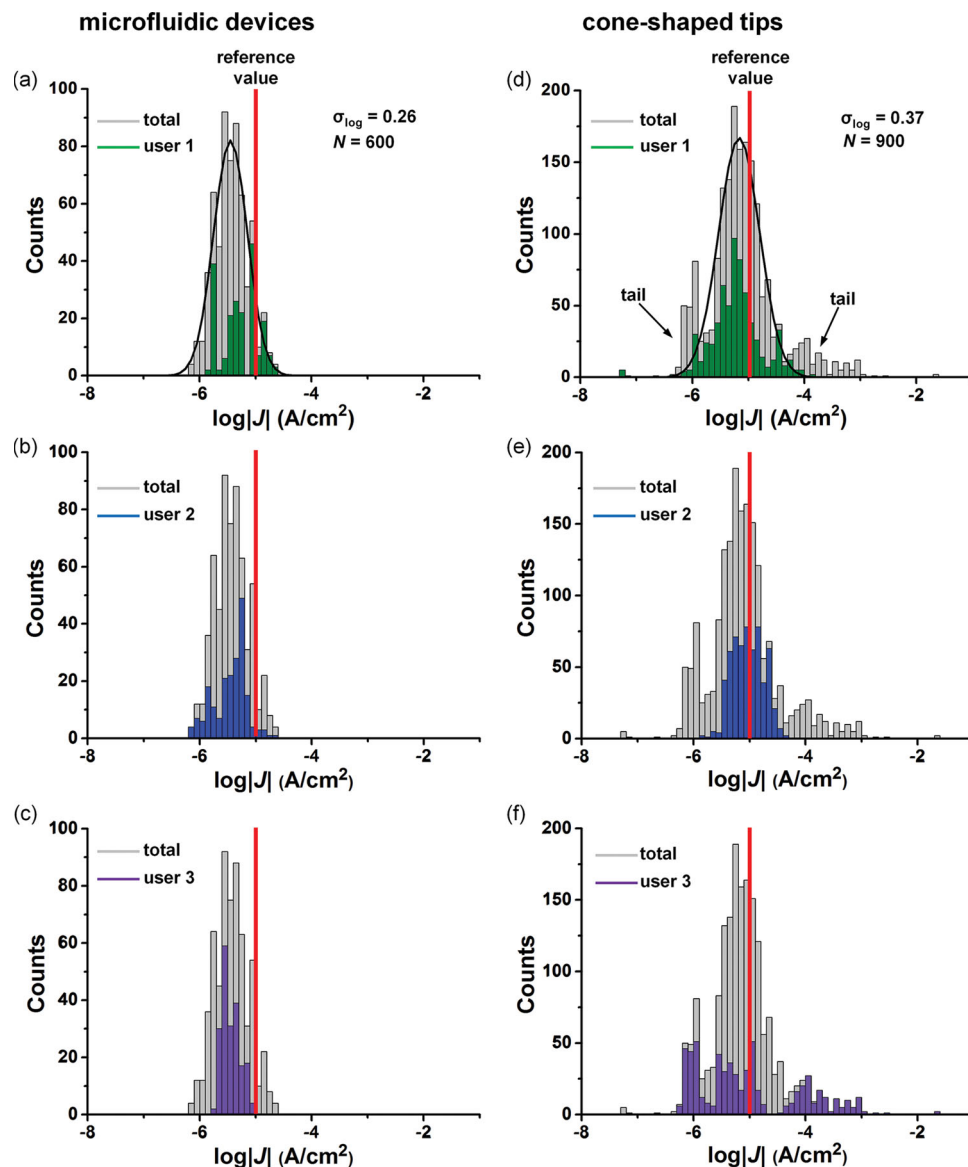 microfluidic devices
cone-shaped tips
(a)
reference
value
100
80
60
40
20
0
Counts
total
user 1
σlog = 0.26
N = 600
-8
-6
-4
-2
log|J| (A/cm²)
(d)
reference
value
200
150
100
50
0
Counts
total
user 1
σlog = 0.37
N = 900
tail
tail
-8
-6
-4
-2
log|J| (A/cm²)
(b)
100
80
60
40
20
0
Counts
total
user 2
-8
-6
-4
-2
log|J| (A/cm²)
(e)
200
150
100
50
0
Counts
total
user 2
-8
-6
-4
-2
log|J| (A/cm²)
(c)
100
80
60
40
20
0
Counts
total
user 3
-8
-6
-4
-2
log|J| (A/cm²)
(f)
200
150
100
50
0
Counts
total
user 3
-8
-6
-4
-2
log|J| (A/cm²)